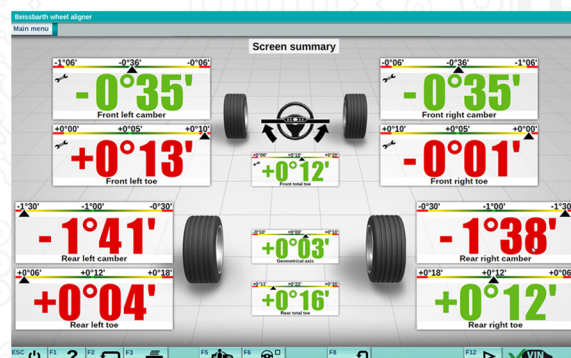 Beissbarth wheel aligner
Main menu
Screen summary
-1°06' -0°36' -0°06'
- 0°35'
Front left camber
-0°06' -0°36' -1°06'
- 0°35'
Front right camber
+0°00' +0°05' +0°10'
+0°13'
Front left toe
+0°00' +0°10' +0°20'
+0°12'
Front total toe
+0°10' +0°05' +0°00'
- 0°01'
Front right toe
-1°30' -1°00' -0°30'
- 1°41'
Rear left camber
+0°03'
Geometrical axis
-0°30' -1°00' -1°30'
- 1°38'
Rear right camber
+0°06' +0°12' +0°18'
+0°04'
Rear left toe
+0°16'
Rear total toe
+0°18' +0°12' +0°06'
+0°12'
Rear right toe
ESC F1 ? F2 F3 F5 F6 F8 F12 VIN